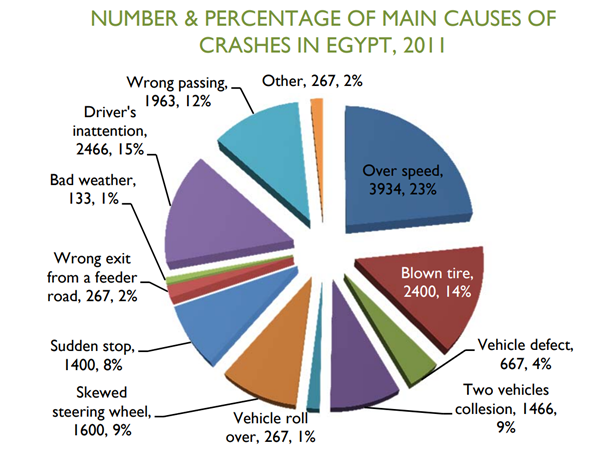 NUMBER & PERCENTAGE OF MAIN CAUSES OF
CRASHES IN EGYPT, 2011
Other, 267, 2%
Over speed,
3934, 23%
Blown tire,
2400, 14%
Vehicle defect,
667, 4%
Two vehicles
collesion, 1466,
9%
Vehicle roll
over, 267, 1%
Skewed
steering wheel,
1600, 9%
Sudden stop,
1400, 8%
Wrong exit
from a feeder
road, 267, 2%
Bad weather,
133, 1%
Driver's
inattention,
2466, 15%
Wrong passing,
1963, 12%